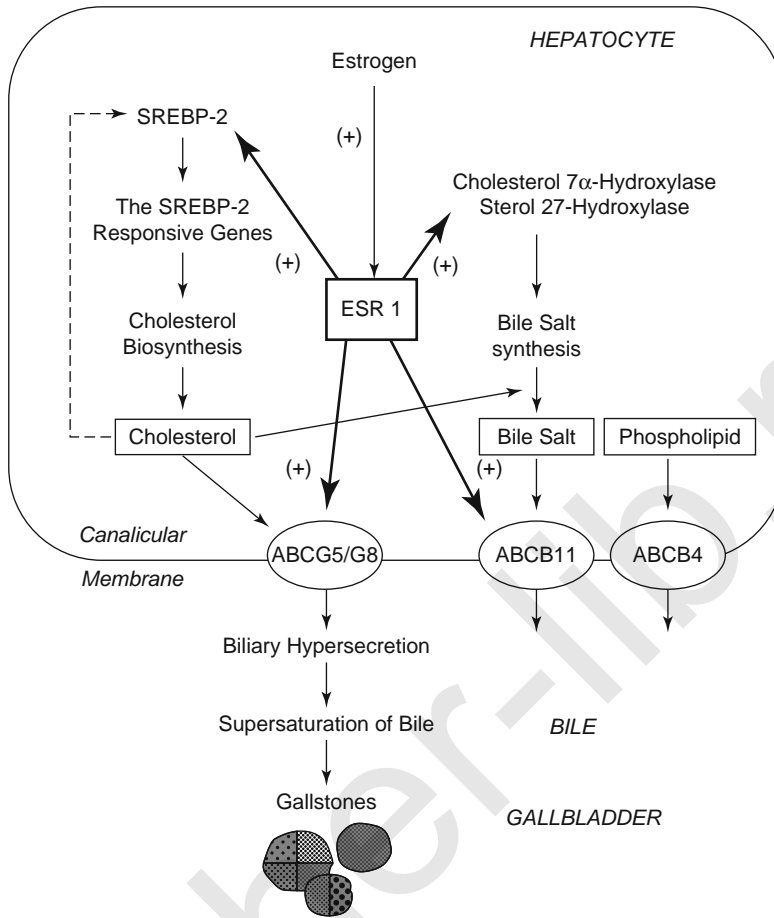 HEPATOCYTE
Estrogen
SREBP-2
(+)
Cholesterol 7α-Hydroxylase
Sterol 27-Hydroxylase
The SREBP-2
Responsive Genes
(+)
(+)
ESR 1
Cholesterol
Biosynthesis
Bile Salt
synthesis
Cholesterol
Bile Salt
Phospholipid
(+)
(+)
Canalicular
Membrane
ABCG5/G8
ABCB11
ABCB4
Biliary Hypersecretion
Supersaturation of Bile
BILE
Gallstones
GALLBLADDER